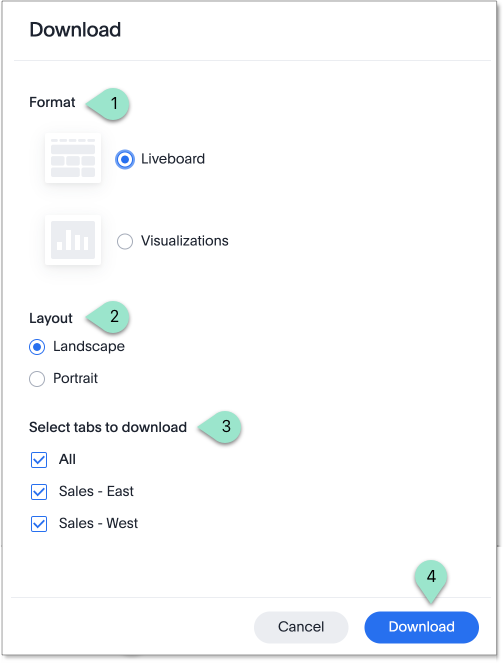 Download
Format 1
Liveboard
Visualizations
Layout 2
Landscape
Portrait
Select tabs to download 3
All
Sales - East
Sales - West
4
Cancel Download